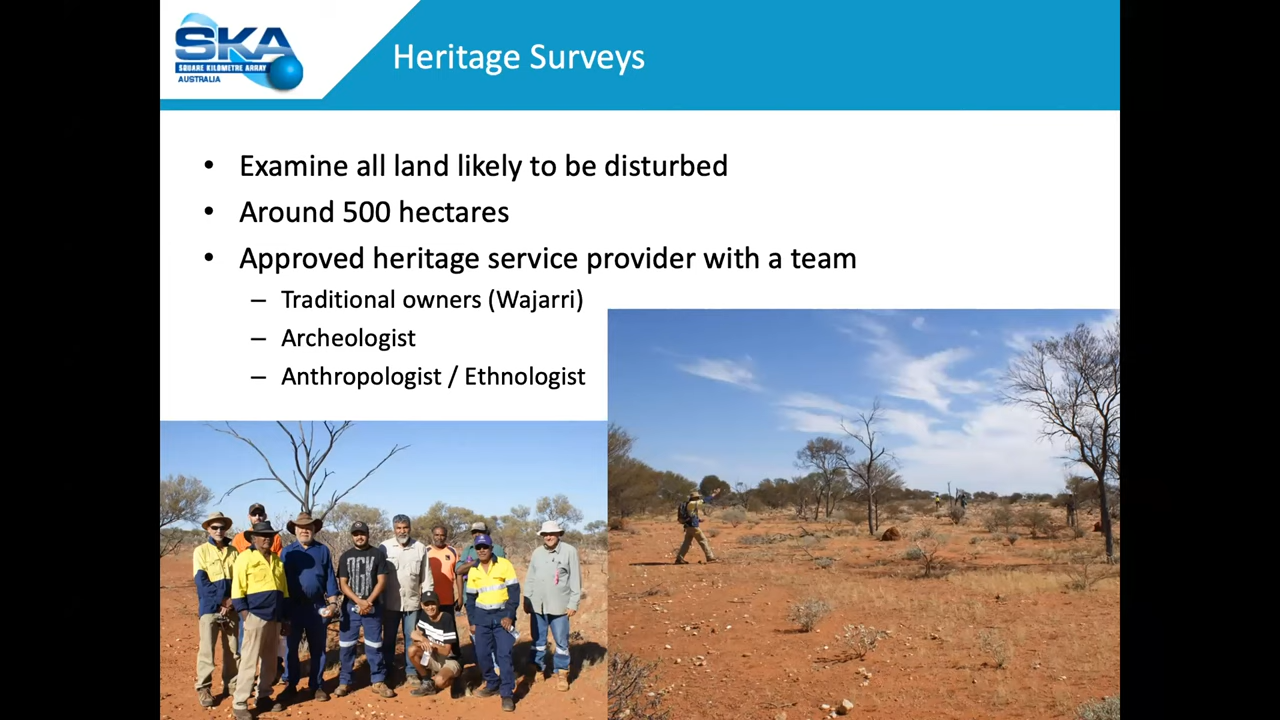 SKA
SQUARE KILOMETRE ARRAY
AUSTRALIA
Heritage Surveys
• Examine all land likely to be disturbed
• Around 500 hectares
• Approved heritage service provider with a team
– Traditional owners (Wajarri)
– Archeologist
– Anthropologist / Ethnologist